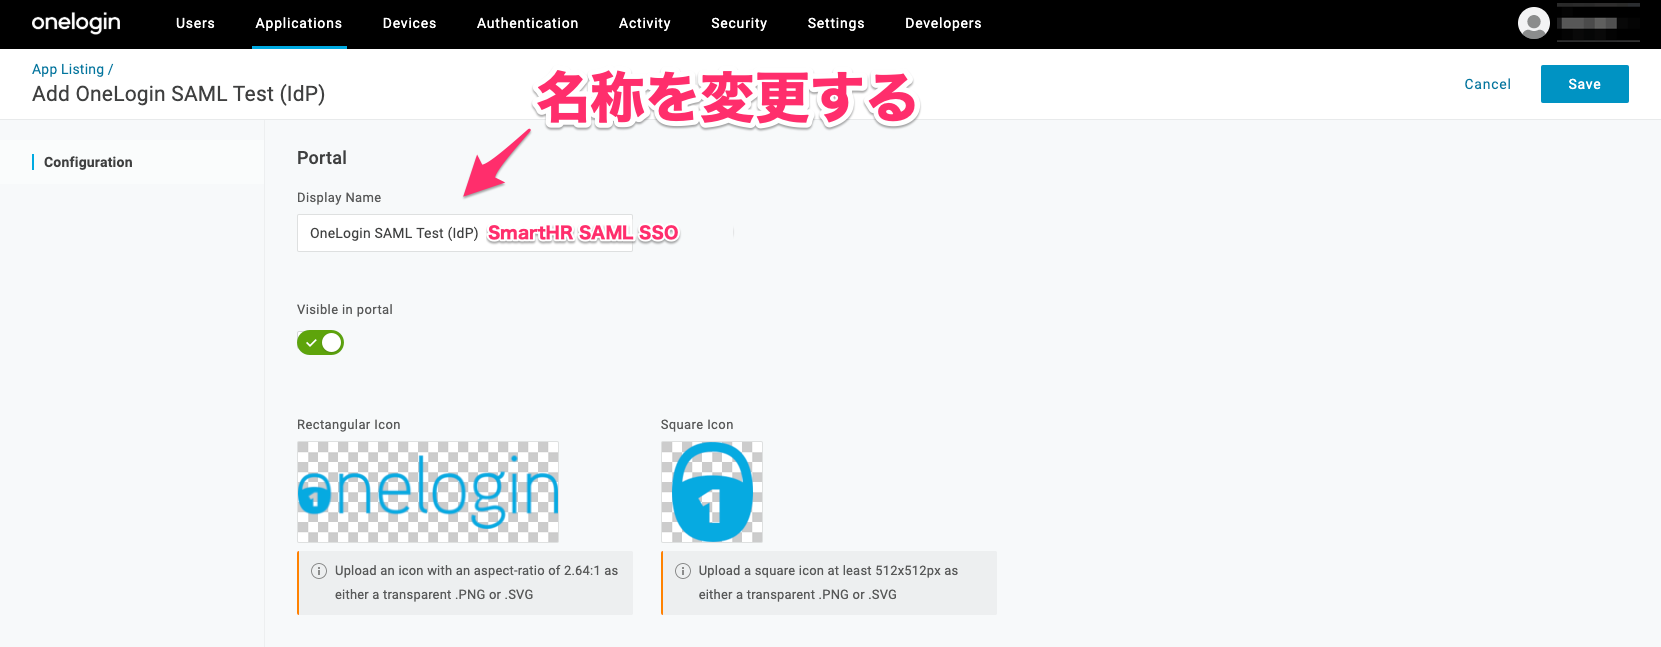 onelogin
Users Applications Devices Authentication Activity Security Settings Developers
App Listing /
Add OneLogin SAML Test (IdP)
名称を変更する
Cancel
Save
Configuration
Portal
Display Name
OneLogin SAML Test (IdP) SmartHR SAML SSO
Visible in portal
Rectangular Icon
onelogin
Upload an icon with an aspect-ratio of 2.64:1 as
either a transparent .PNG or .SVG
Square Icon
1
Upload a square icon at least 512x512px as
either a transparent .PNG or .SVG